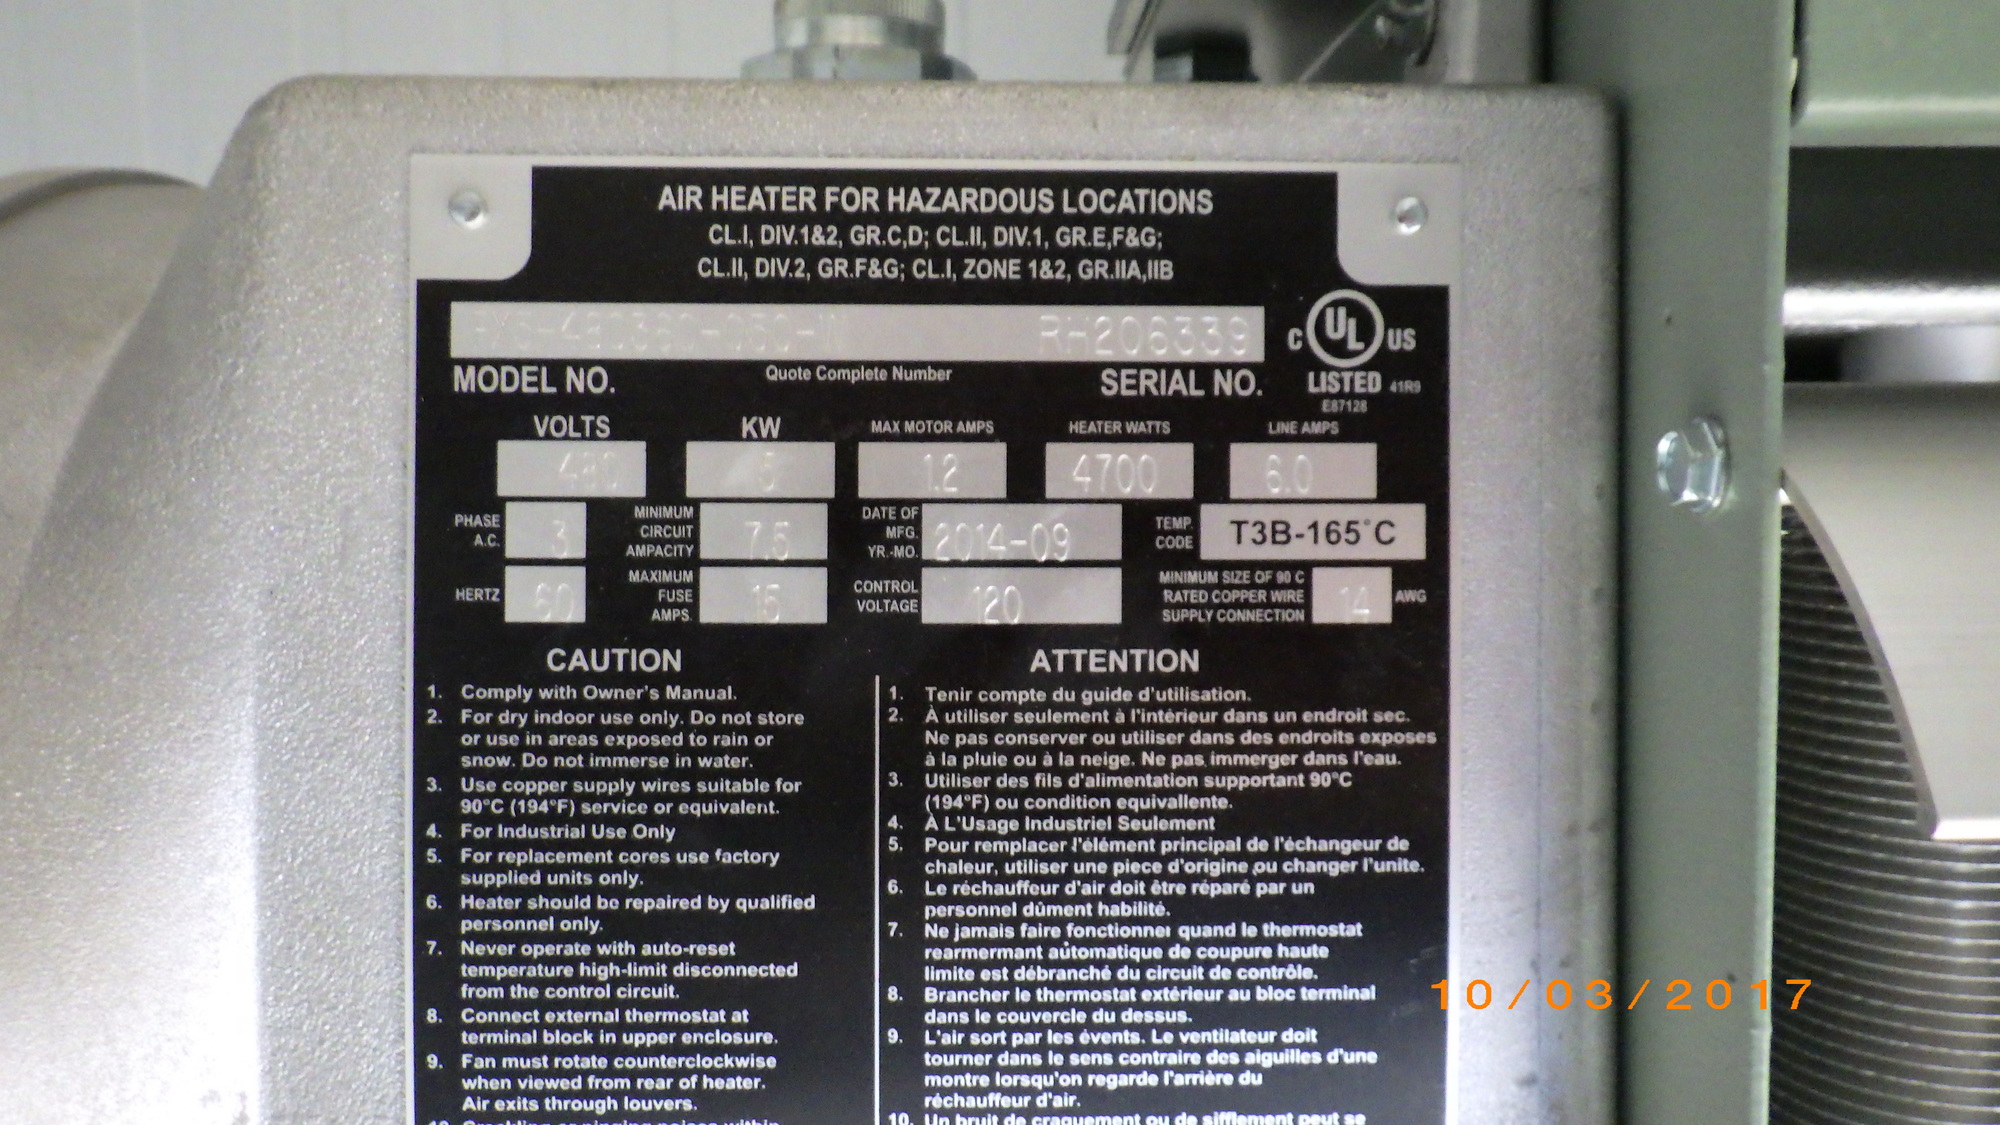 AIR HEATER FOR HAZARDOUS LOCATIONS
CL.I, DIV.1&2, GR.C,D; CL.II, DIV.1, GR.E,F&G;
CL.II, DIV.2, GR.F&G; CL.I, ZONE 1&2, GR.IIA,IIB
RH206339
MODEL NO.
Quote Complete Number
SERIAL NO.
C UL US
LISTED 41R9
E87128
VOLTS KW MAX MOTOR AMPS HEATER WATTS LINE AMPS
480 5 1.2 4700 6.0
PHASE A.C. 3
MINIMUM CIRCUIT AMPACITY 7.5
DATE OF MFG. YR.-MO. 2014-09
TEMP. CODE T3B-165°C
HERTZ 60
MAXIMUM FUSE AMPS. 15
CONTROL VOLTAGE 120
MINIMUM SIZE OF 90 C RATED COPPER WIRE SUPPLY CONNECTION 14 AWG
CAUTION
1. Comply with Owner's Manual.
2. For dry indoor use only. Do not store
or use in areas exposed to rain or
snow. Do not immerse in water.
3. Use copper supply wires suitable for
90°C (194°F) service or equivalent.
4. For Industrial Use Only
5. For replacement cores use factory
supplied units only.
6. Heater should be repaired by qualified
personnel only.
7. Never operate with auto-reset
temperature high-limit disconnected
from the control circuit.
8. Connect external thermostat at
terminal block in upper enclosure.
9. Fan must rotate counterclockwise
when viewed from rear of heater.
Air exits through louvers.
ATTENTION
1. Tenir compte du guide d'utilisation.
2. À utiliser seulement à l'intérieur dans un endroit sec.
Ne pas conserver ou utiliser dans des endroits exposes
à la pluie ou à la neige. Ne pas immerger dans l'eau.
3. Utiliser des fils d'alimentation supportant 90°C
(194°F) ou condition equivallente.
4. À L'Usage Industriel Seulement
5. Pour remplacer l'élément principal de l'échangeur de
chaleur, utiliser une piece d'origine ou changer l'unite.
6. Le réchauffeur d'air doit être réparé par un
personnel dûment habilité.
7. Ne jamais faire fonctionner quand le thermostat
rearmermant aûtomatique de coupure haute
limite est débranché du circuit de contrôle.
8. Brancher le thermostat extérieur au bloc terminal
dans le couvercle du dessus.
9. L'air sort par les évents. Le ventilateur doit
tourner dans le sens contraire des aiguilles d'une
montre lorsqu'on regarde l'arrière du
réchauffeur d'air.
10. Un bruit de craquement ou de sifflement peut se
10/03/2017